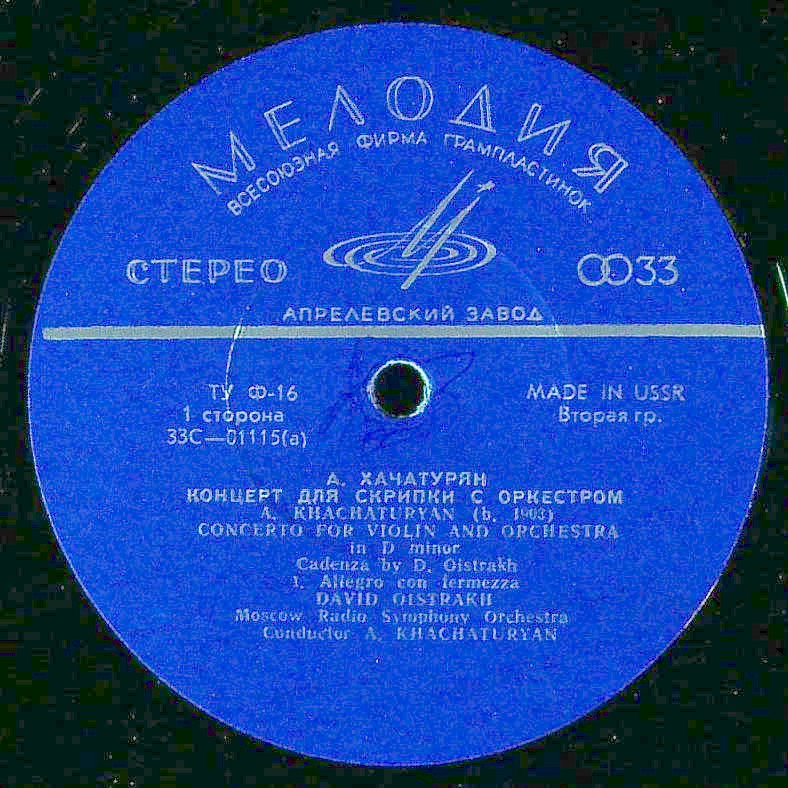 МЕЛОДИЯ
ВСЕСОЮЗНАЯ ФИРМА ГРАМПЛАСТИНОК
СТЕРЕО
33
АПРЕЛЕВСКИЙ ЗАВОД
ТУ Ф-16
1 сторона
33С—01115(а)
MADE IN USSR
Вторая гр.
А. ХАЧАТУРЯН
КОНЦЕРТ ДЛЯ СКРИПКИ С ОРКЕСТРОМ
A. KHACHATURYAN (b. 1903)
CONCERTO FOR VIOLIN AND ORCHESTRA
in D minor
Cadenza by D. Oistrakh
1. Allegro con fermezza
DAVID OISTRAKH
Moscow Radio Symphony Orchestra
Conductor A. KHACHATURYAN